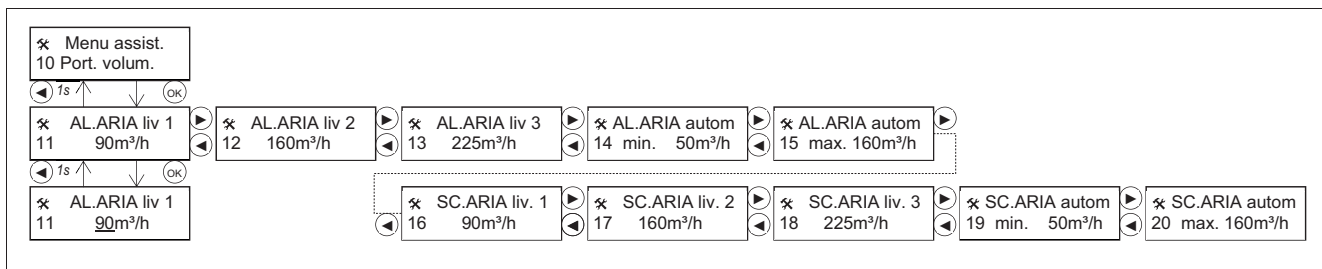 Menu assist.
10 Port. volum.
1s
OK
AL.ARIA liv 1
11 90m³/h
AL.ARIA liv 2
12 160m³/h
AL.ARIA liv 3
13 225m³/h
AL.ARIA autom
14 min. 50m³/h
AL.ARIA autom
15 max. 160m³/h
1s
OK
AL.ARIA liv 1
11 90m³/h
SC.ARIA liv. 1
16 90m³/h
SC.ARIA liv. 2
17 160m³/h
SC.ARIA liv. 3
18 225m³/h
SC.ARIA autom
19 min. 50m³/h
SC.ARIA autom
20 max. 160m³/h